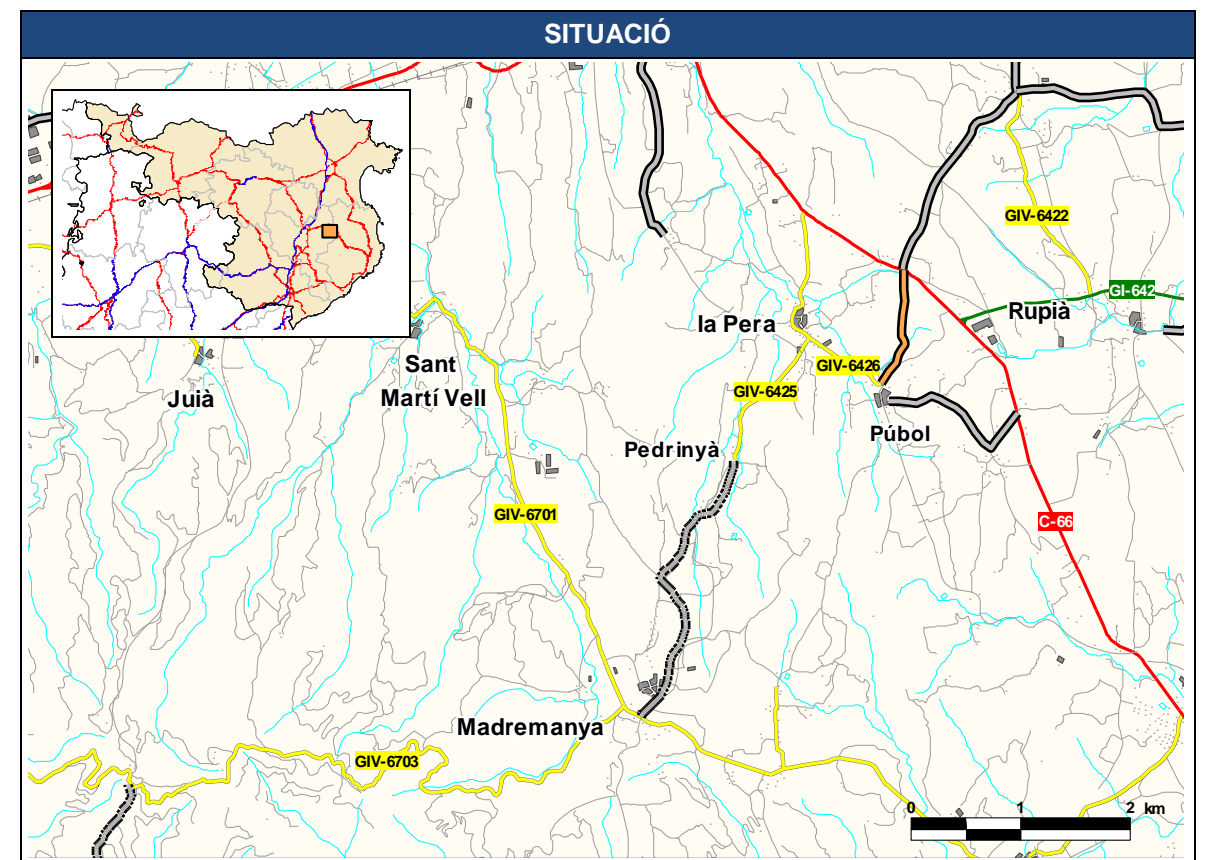 SITUACIÓ
GIV-6422
GI-642
Rupià
la Pera
GIV-6426
Sant
Martí Vell
Juià
GIV-6425
Púbol
Pedrinyà
GIV-6701
C-66
Madremanya
GIV-6703
0 1 2 km